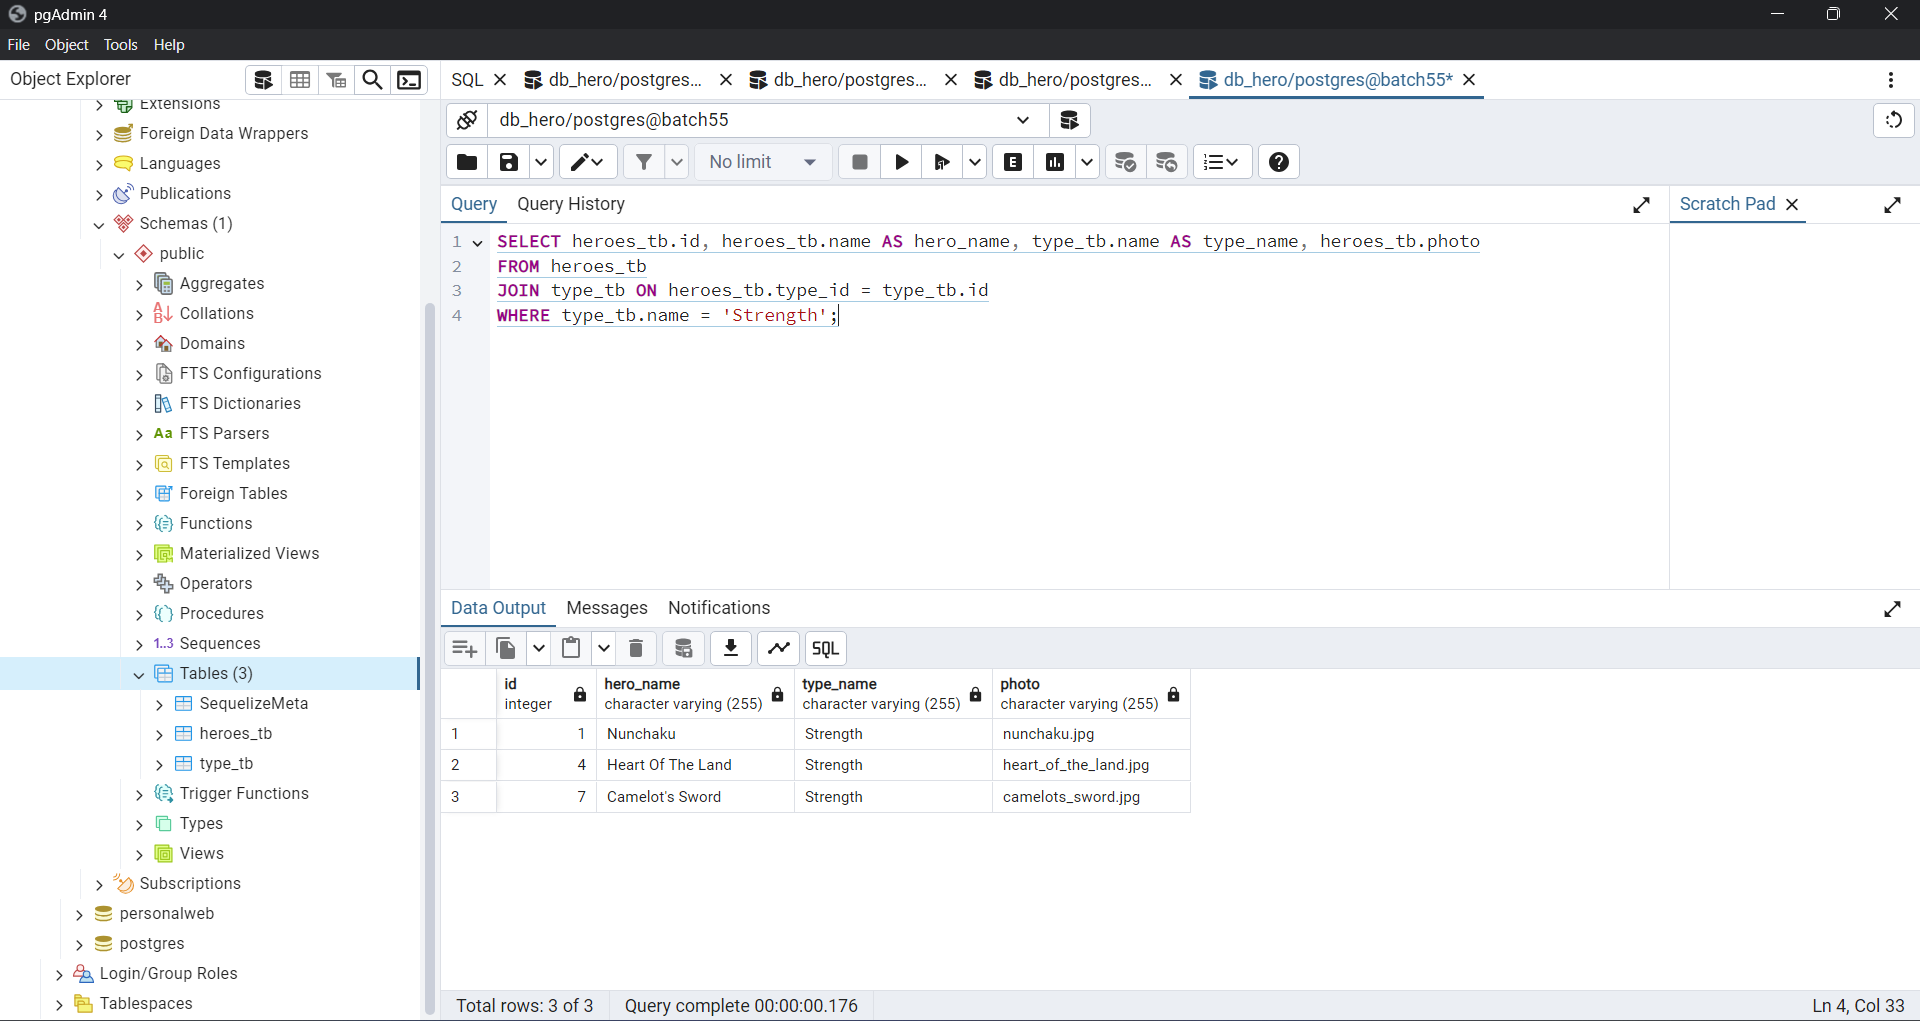 pgAdmin 4
File Object Tools Help
Object Explorer
SQL
db_hero/postgres...
db_hero/postgres...
db_hero/postgres...
db_hero/postgres@batch55*
Extensions
Foreign Data Wrappers
Languages
Publications
Schemas (1)
public
Aggregates
Collations
Domains
FTS Configurations
FTS Dictionaries
Aa FTS Parsers
FTS Templates
Foreign Tables
Functions
Materialized Views
Operators
Procedures
1..3 Sequences
Tables (3)
SequelizeMeta
heroes_tb
type_tb
Trigger Functions
Types
Views
Subscriptions
personalweb
postgres
Login/Group Roles
Tablespaces
db_hero/postgres@batch55
No limit
E
Query Query History
Scratch Pad
1 SELECT heroes_tb.id, heroes_tb.name AS hero_name, type_tb.name AS type_name, heroes_tb.photo
2 FROM heroes_tb
3 JOIN type_tb ON heroes_tb.type_id = type_tb.id
4 WHERE type_tb.name = 'Strength';
Data Output Messages Notifications
SQL
id hero_name type_name photo
integer character varying (255) character varying (255) character varying (255)
1 1 Nunchaku Strength nunchaku.jpg
2 4 Heart Of The Land Strength heart_of_the_land.jpg
3 7 Camelot's Sword Strength camelots_sword.jpg
Total rows: 3 of 3 Query complete 00:00:00.176 Ln 4, Col 33